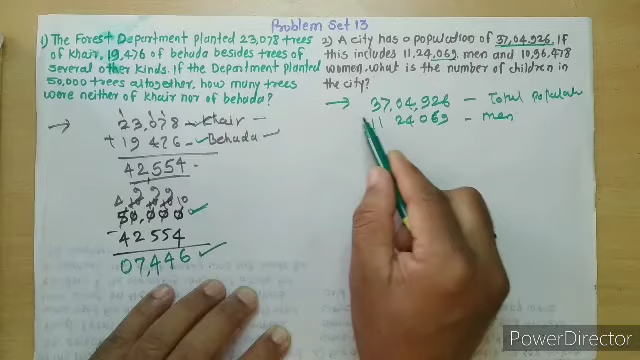 Problem Set 13
1) The Forest Department planted 23,078 trees
of khair, 19,476 of behada besides trees of
several other kinds. If the Department planted
50,000 trees altogether, how many trees
were neither of khair nor of behada?
→ 23,078 Khair
+ 19476 Behada
42554
50,000
- 42554
07,446
2) A city has a population of 37,04,926. If
this includes 11,24,069 men and 10,96,478
women. what is the number of children in
the city?
→ 37,04,926 - Total
11 24069 - men
PowerDirector